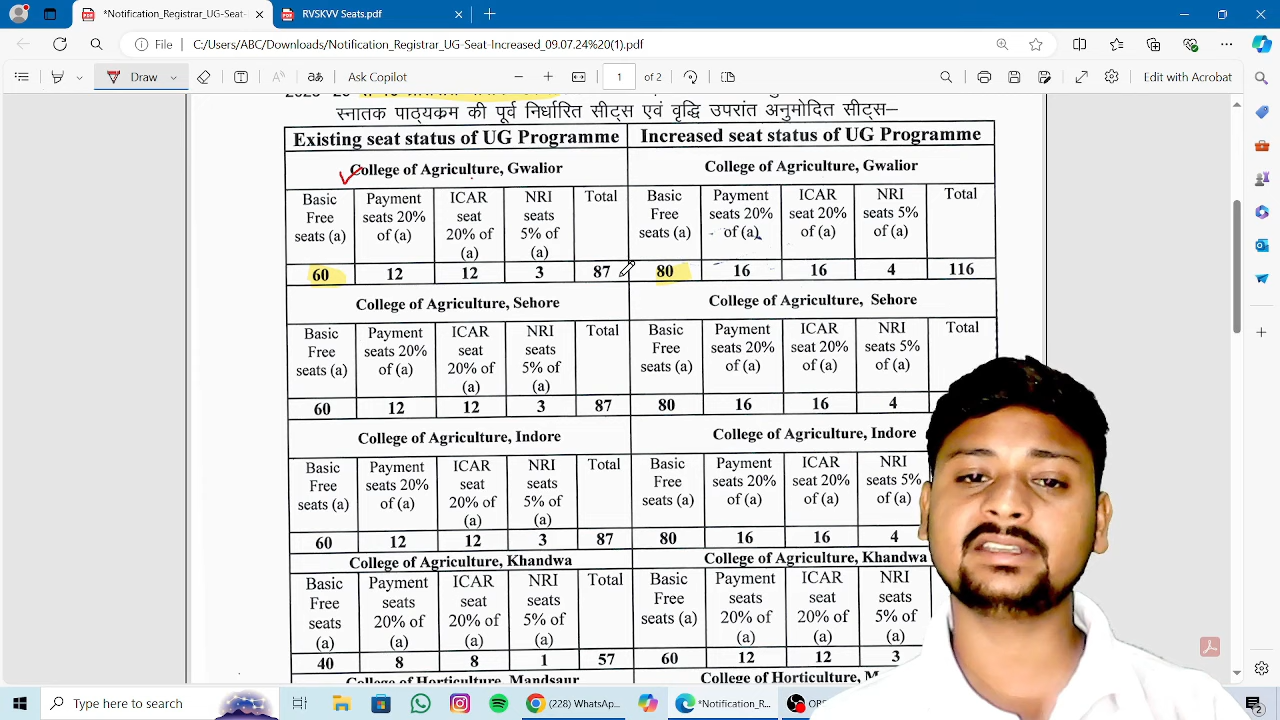 *Notification_Registrar_UG-Seat-
RVSKVV Seats.pdf
File
C:/Users/ABC/Downloads/Notification_Registrar_UG-Seat-Increased_09.07.24%20(1).pdf
Draw
Ask Copilot
1
of 2
Edit with Acrobat
स्नातक पाठ्यक्रम की पूर्व निर्धारित सीट्स एवं वृद्धि उपरांत अनुमोदित सीट्स–
Existing seat status of UG Programme
Increased seat status of UG Programme
College of Agriculture, Gwalior
College of Agriculture, Gwalior
Basic Free seats (a)
Payment seats 20% of (a)
ICAR seat 20% of (a)
NRI seats 5% of (a)
Total
Basic Free seats (a)
Payment seats 20% of (a)
ICAR seat 20% of (a)
NRI seats 5% of (a)
Total
60 12 12 3 87 80 16 16 4 116
College of Agriculture, Sehore
College of Agriculture, Sehore
Basic Free seats (a)
Payment seats 20% of (a)
ICAR seat 20% of (a)
NRI seats 5% of (a)
Total
Basic Free seats (a)
Payment seats 20% of (a)
ICAR seat 20% of (a)
NRI seats 5% of (a)
Total
60 12 12 3 87 80 16 16 4
College of Agriculture, Indore
College of Agriculture, Indore
Basic Free seats (a)
Payment seats 20% of (a)
ICAR seat 20% of (a)
NRI seats 5% of (a)
Total
Basic Free seats (a)
Payment seats 20% of (a)
ICAR seat 20% of (a)
NRI seats 5% of (a)
60 12 12 3 87 80 16 16 4
College of Agriculture, Khandwa
College of Agriculture, Khandwa
Basic Free seats (a)
Payment seats 20% of (a)
ICAR seat 20% of (a)
NRI seats 5% of (a)
Total
Basic Free seats (a)
Payment seats 20% of (a)
ICAR seat 20% of (a)
NRI seats 5% of (a)
40 8 8 1 57 60 12 12 3
College of Horticulture, Mandsaur
College of Horticulture,
Type here to search
(28) WhatsApp...
*Notification_R...
2